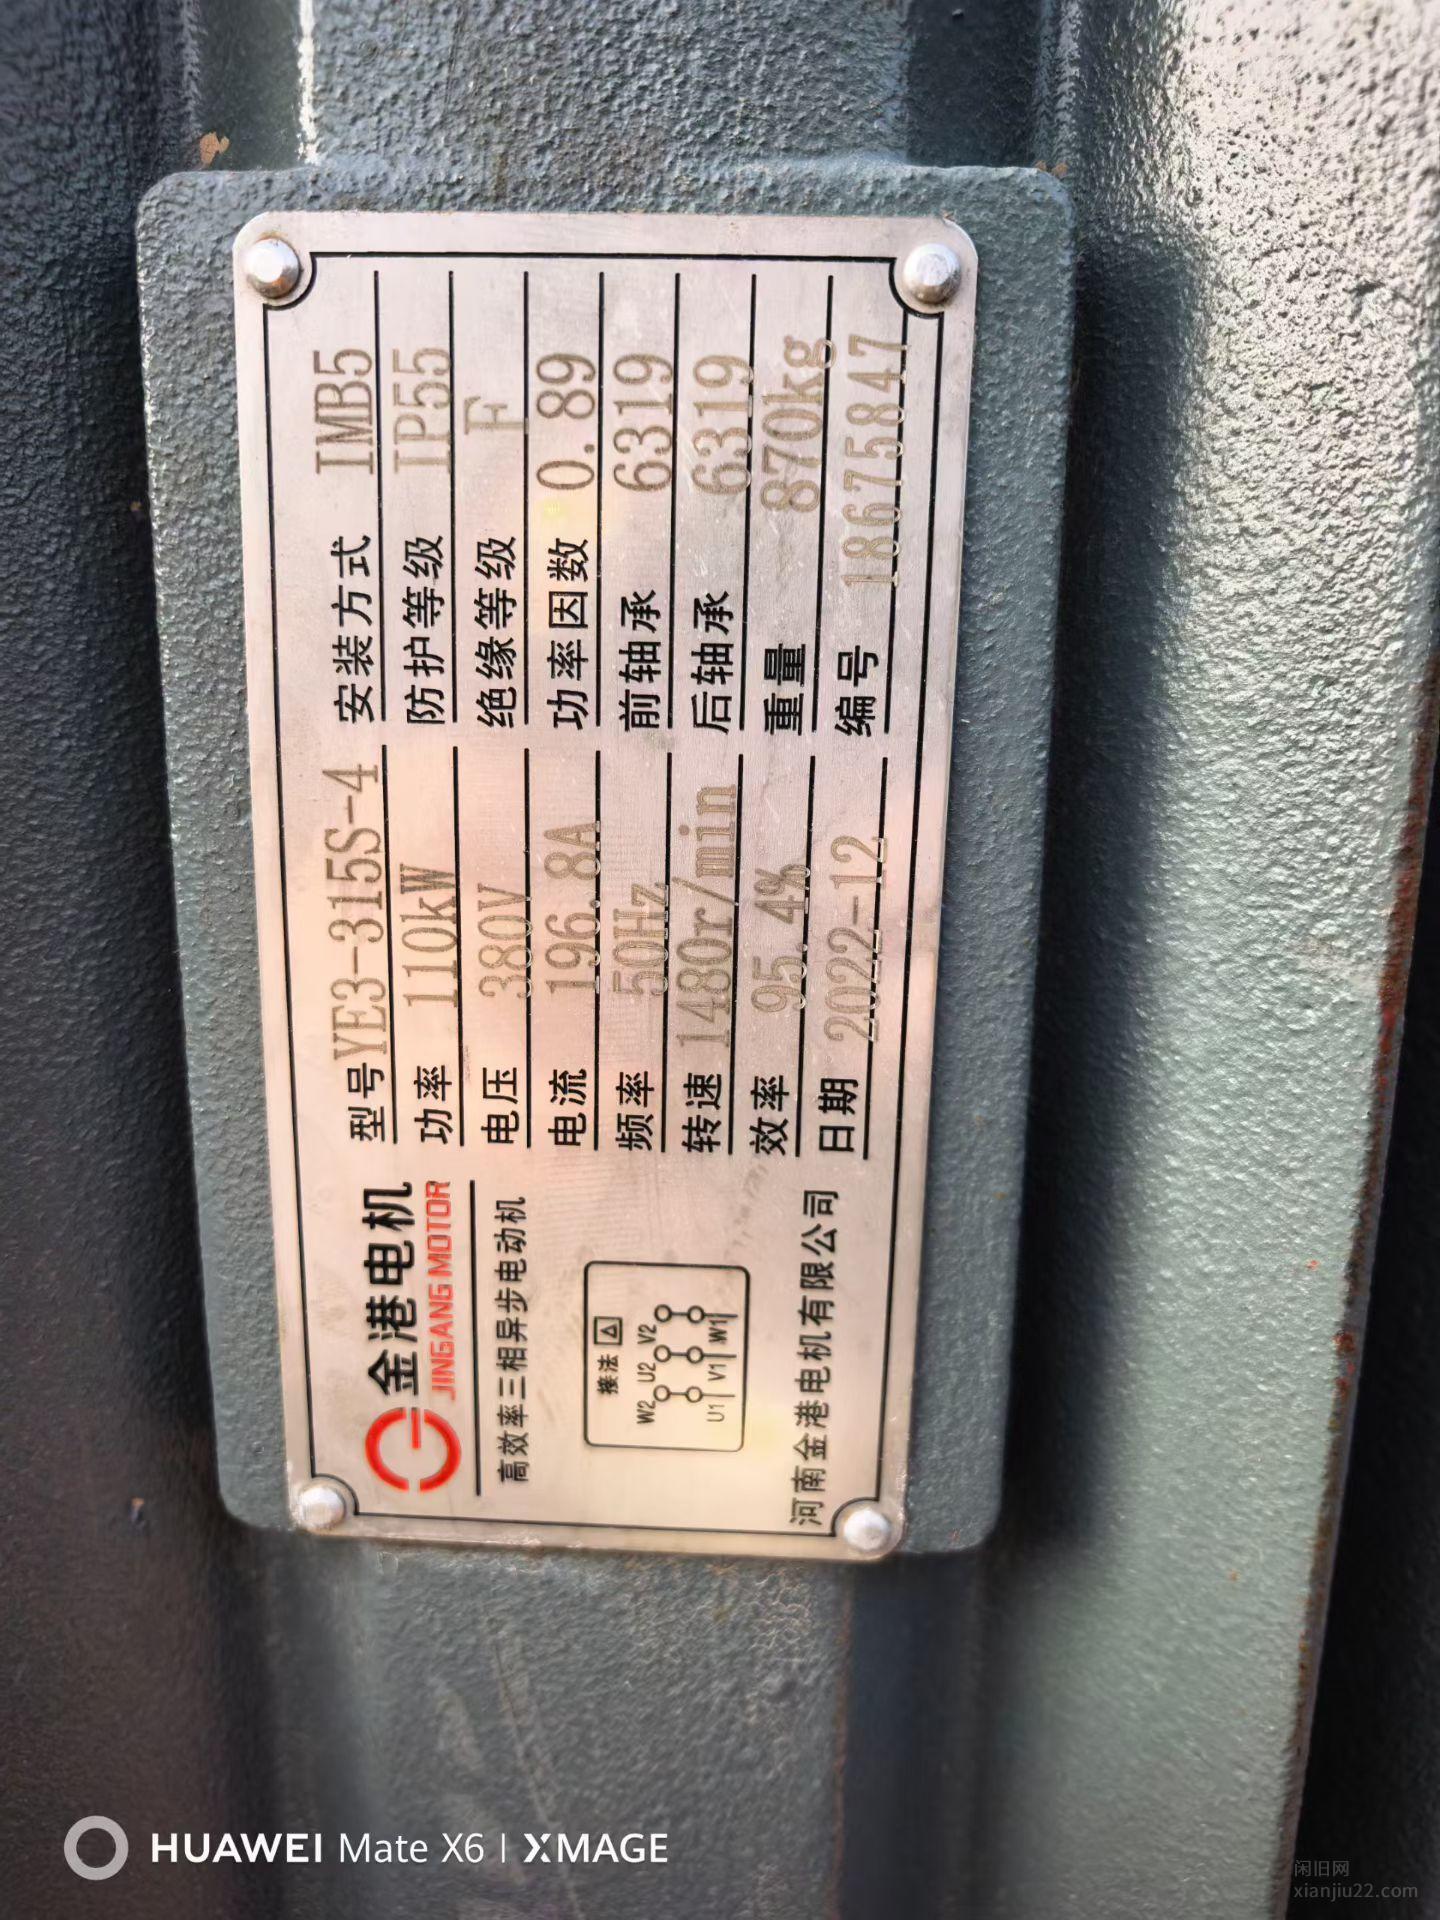 金港电机
JINGANG MOTOR
高效率三相异步电动机
接法 △
W2 U2 V2
U1 V1 W1
河南金港电机有限公司
型号 YE3-315S-4 安装方式 IMB5
功率 110kW 防护等级 IP55
电压 380V 绝缘等级 F
电流 196.8A 功率因数 0.89
频率 50Hz 前轴承 6319
转速 1480r/min 后轴承 6319
效率 95.4% 重量 870kg
日期 2022-12 编号 18675847
HUAWEI Mate X6 | XMAGE
闲旧网
xianjiu22.com